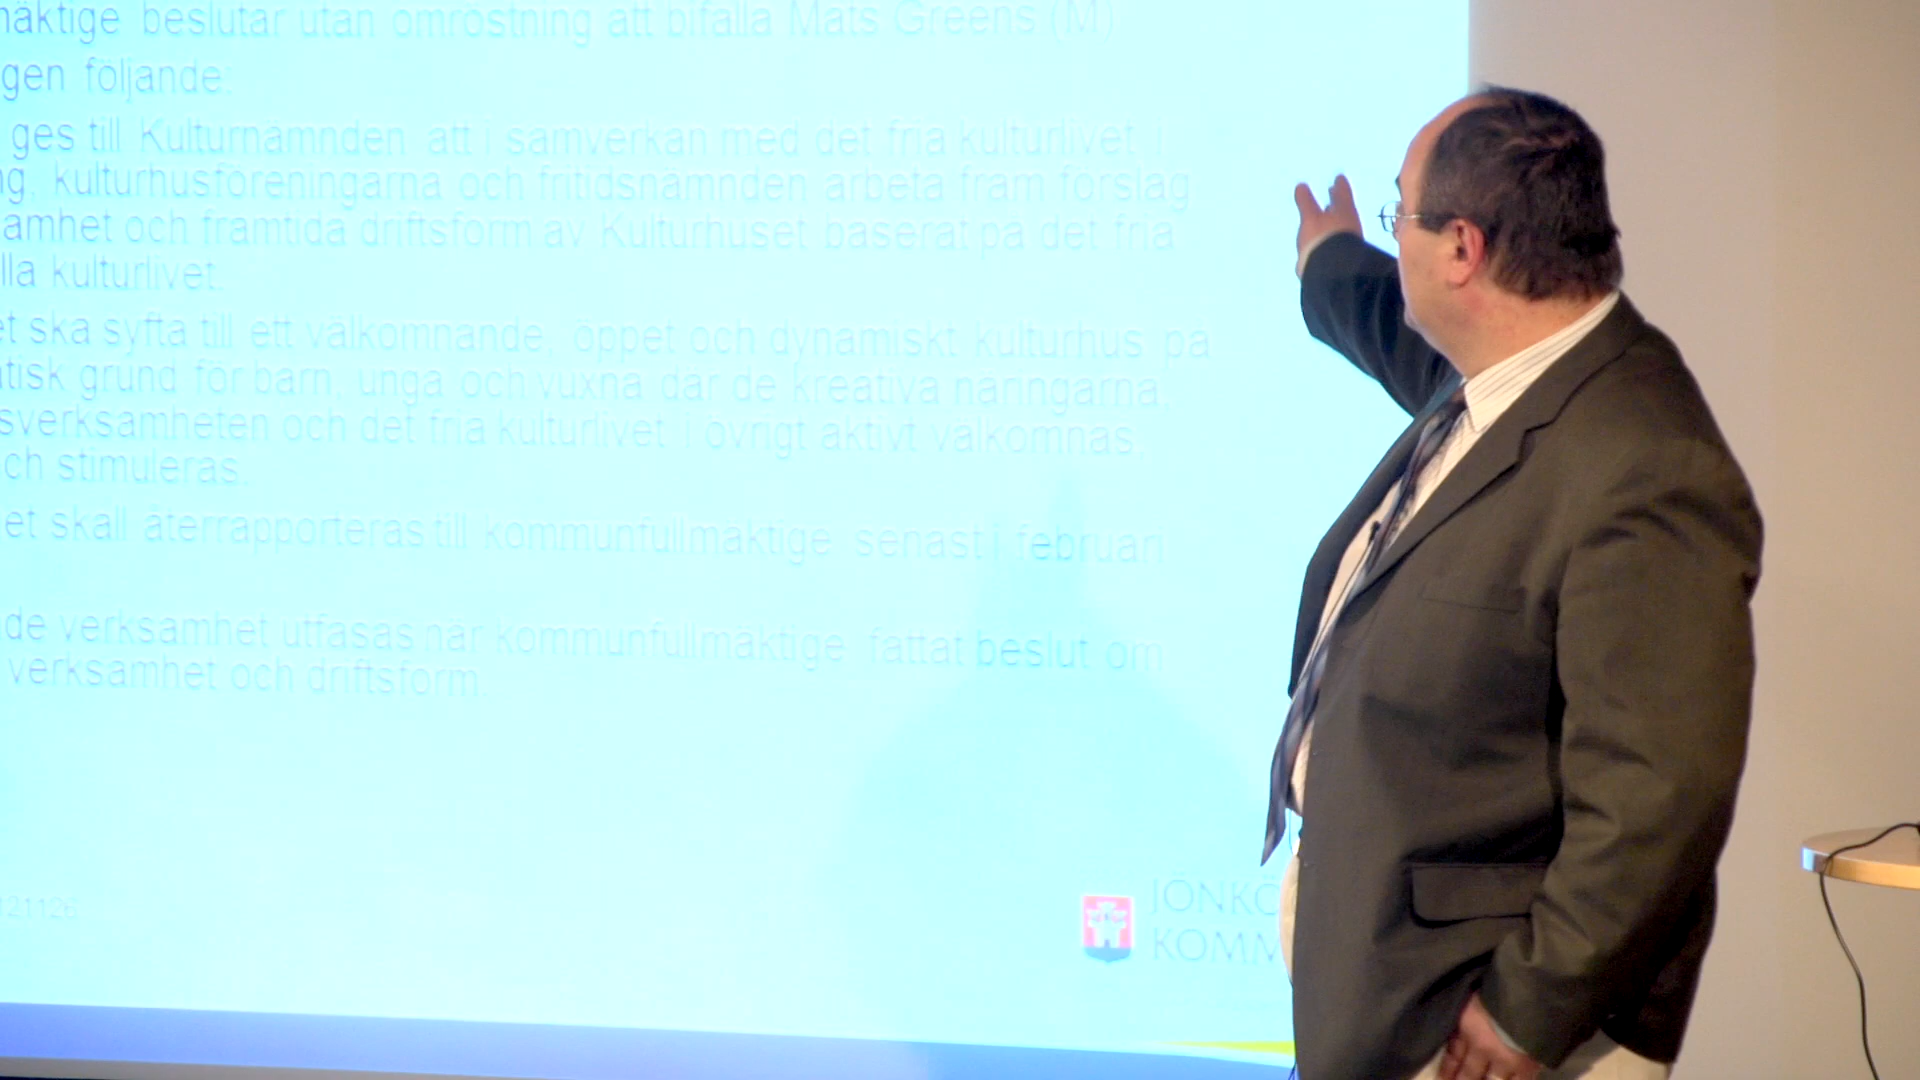 mäktige beslutar utan omröstning att bifalla Mats Greens (M)
gen följande:
ges till Kulturnämnden att i samverkan med det fria kulturlivet i
ng, kulturhusföreningarna och fritidsnämnden arbeta fram förslag
amhet och framtida driftsform av Kulturhuset baserat på det fria
lla kulturlivet.
et ska syfta till ett välkomnande, öppet och dynamiskt kulturhus på
tisk grund för barn, unga och vuxna där de kreativa näringarna,
sverksamheten och det fria kulturlivet i övrigt aktivt välkomnas,
ch stimuleras.
et skall återrapporteras till kommunfullmäktige senast i februari
de verksamhet utfasas när kommunfullmäktige fattat beslut om
verksamhet och driftsform.
121126
JÖNKÖ
KOMM